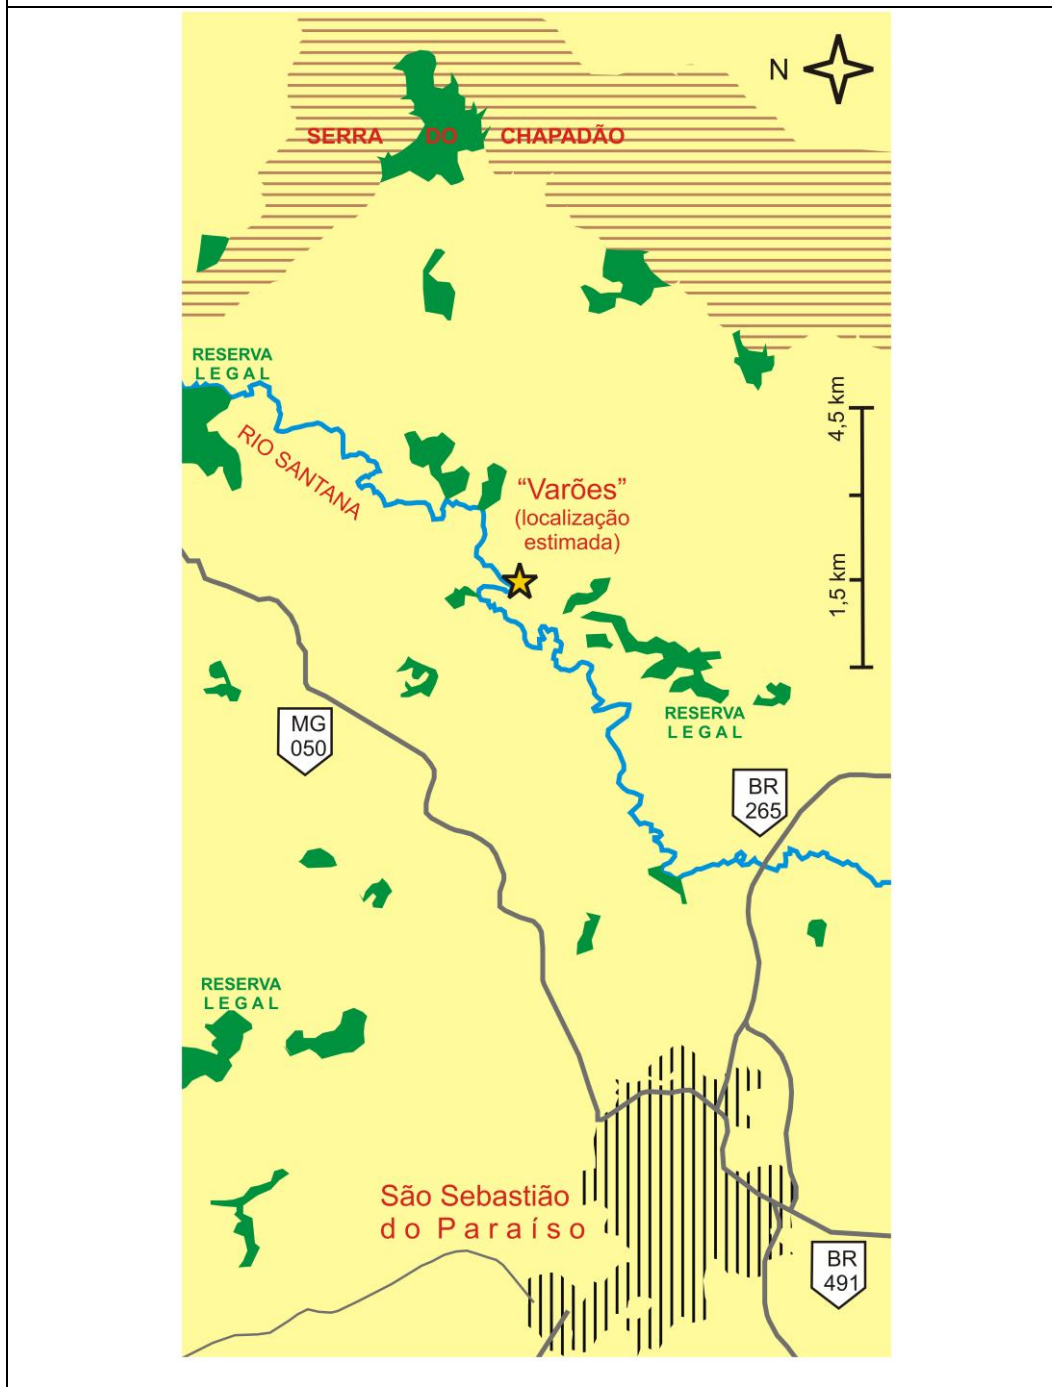 N
SERRA DO CHAPADÃO
RESERVA
LEGAL
RIO SANTANA
"Varões"
(localização
estimada)
4,5 km
1,5 km
RESERVA
LEGAL
MG
050
BR
265
RESERVA
LEGAL
São Sebastião
do Paraíso
BR
491